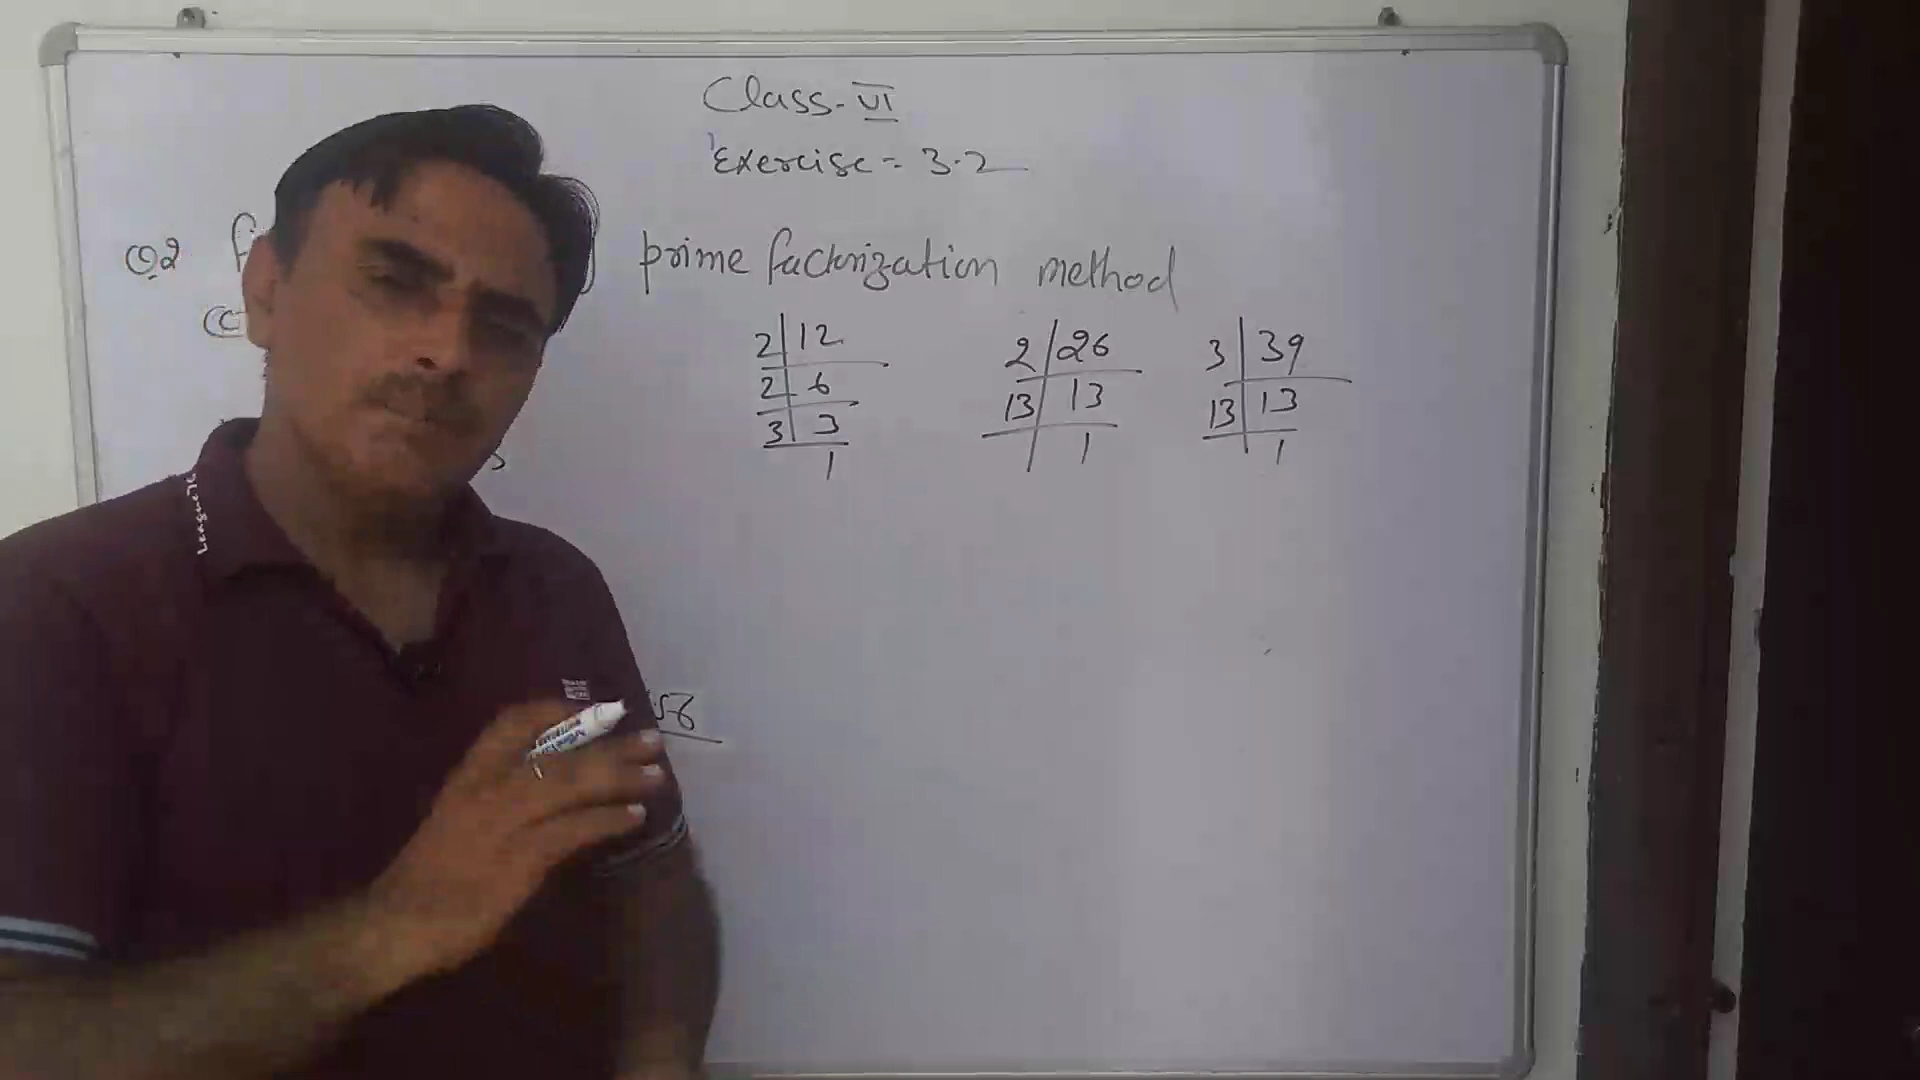 Class-VI
Exercise = 3.2
Q2 prime factorization method
(c
2 | 12
2 | 6
3 | 3
1
2 | 26
13 | 13
1
3 | 39
13 | 13
1
56